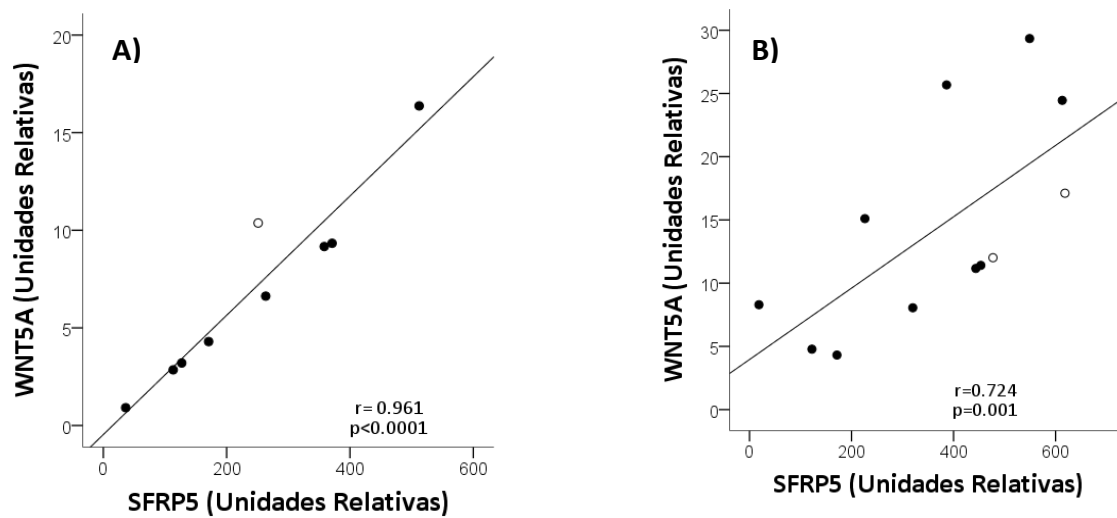 A)
20
15
10
5
0
WNT5A (Unidades Relativas)
r= 0.961
p<0.0001
0 200 400 600
SFRP5 (Unidades Relativas)
B)
30
25
20
15
10
5
0
WNT5A (Unidades Relativas)
r=0.724
p=0.001
0 200 400 600
SFRP5 (Unidades Relativas)